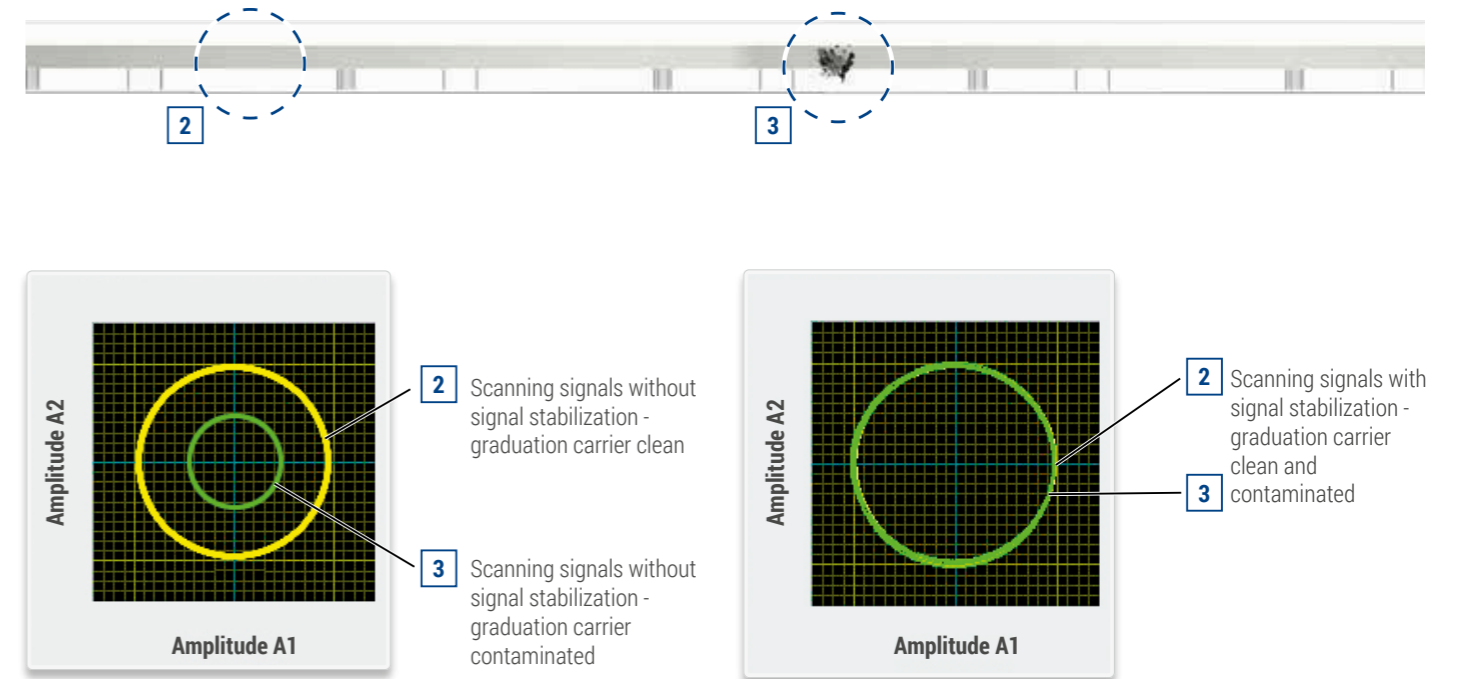 2
3
Amplitude A2
Amplitude A1
2
Scanning signals without
signal stabilization -
graduation carrier clean
3
Scanning signals without
signal stabilization -
graduation carrier
contaminated
Amplitude A2
Amplitude A1
2
Scanning signals with
signal stabilization -
graduation carrier
clean and
3
contaminated